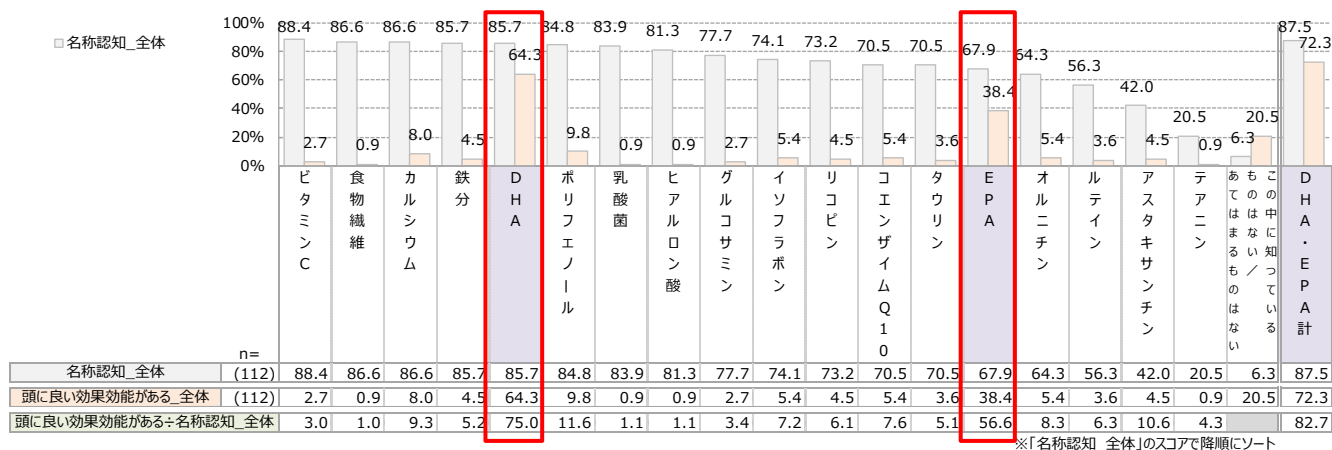 名称認知_全体
100%
80%
60%
40%
20%
0%
88.4 86.6 86.6 85.7 85.7 84.8 83.9 81.3 77.7 74.1 73.2 70.5 70.5 67.9 64.3 56.3 42.0 20.5 6.3 87.5
2.7 0.9 8.0 4.5 64.3 9.8 0.9 0.9 2.7 5.4 4.5 5.4 3.6 38.4 5.4 3.6 4.5 0.9 20.5 72.3
ビタミンC
食物繊維
カルシウム
鉄分
DHA
ポリフェノール
乳酸菌
ヒアルロン酸
グルコサミン
イソフラボン
リコピン
コエンザイムQ10
タウリン
EPA
オルニチン
ルテイン
アスタキサンチン
テアニン
この中に知っている
ものはない/
あてはまるものはない
DHA・EPA計
n=
名称認知_全体 (112) 88.4 86.6 86.6 85.7 85.7 84.8 83.9 81.3 77.7 74.1 73.2 70.5 70.5 67.9 64.3 56.3 42.0 20.5 6.3 87.5
頭に良い効果効能がある_全体 (112) 2.7 0.9 8.0 4.5 64.3 9.8 0.9 0.9 2.7 5.4 4.5 5.4 3.6 38.4 5.4 3.6 4.5 0.9 20.5 72.3
頭に良い効果効能がある÷名称認知_全体 3.0 1.0 9.3 5.2 75.0 11.6 1.1 1.1 3.4 7.2 6.1 7.6 5.1 56.6 8.3 6.3 10.6 4.3 82.7
※「名称認知_全体」のスコアで降順にソート